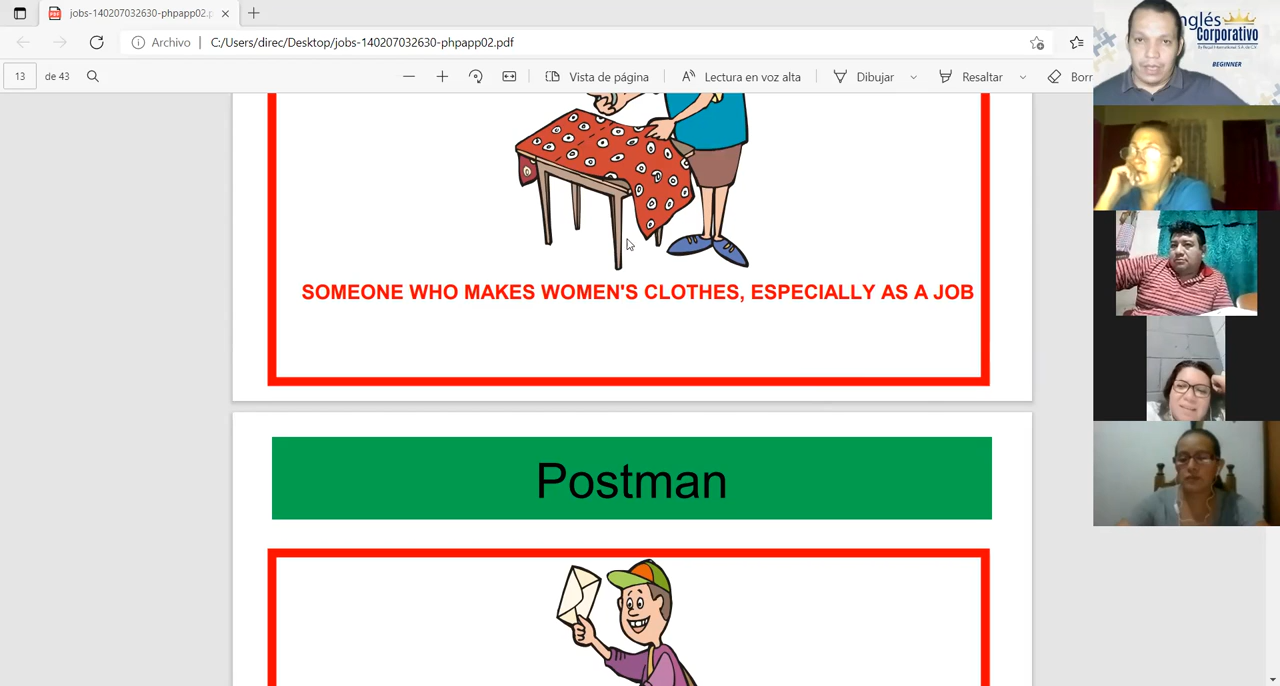 jobs-140207032630-phpapp02.p
Archivo
C:/Users/direc/Desktop/jobs-140207032630-phpapp02.pdf
13
de 43
Vista de página
Lectura en voz alta
Dibujar
Resaltar
Borr
SOMEONE WHO MAKES WOMEN'S CLOTHES, ESPECIALLY AS A JOB
Postman
nglés
Corporativo
BEGINNER